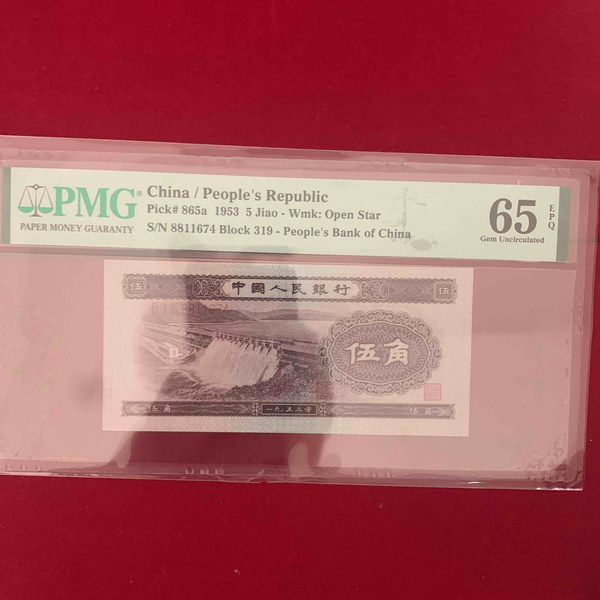 PMG
PAPER MONEY GUARANTY
China / People's Republic
Pick# 865a 1953 5 Jiao - Wmk: Open Star
S/N 8811674 Block 319 - People's Bank of China
65 EPQ
Gem Uncirculated
伍 中國人民銀行 伍
伍角
伍角 一九五三年 伍角